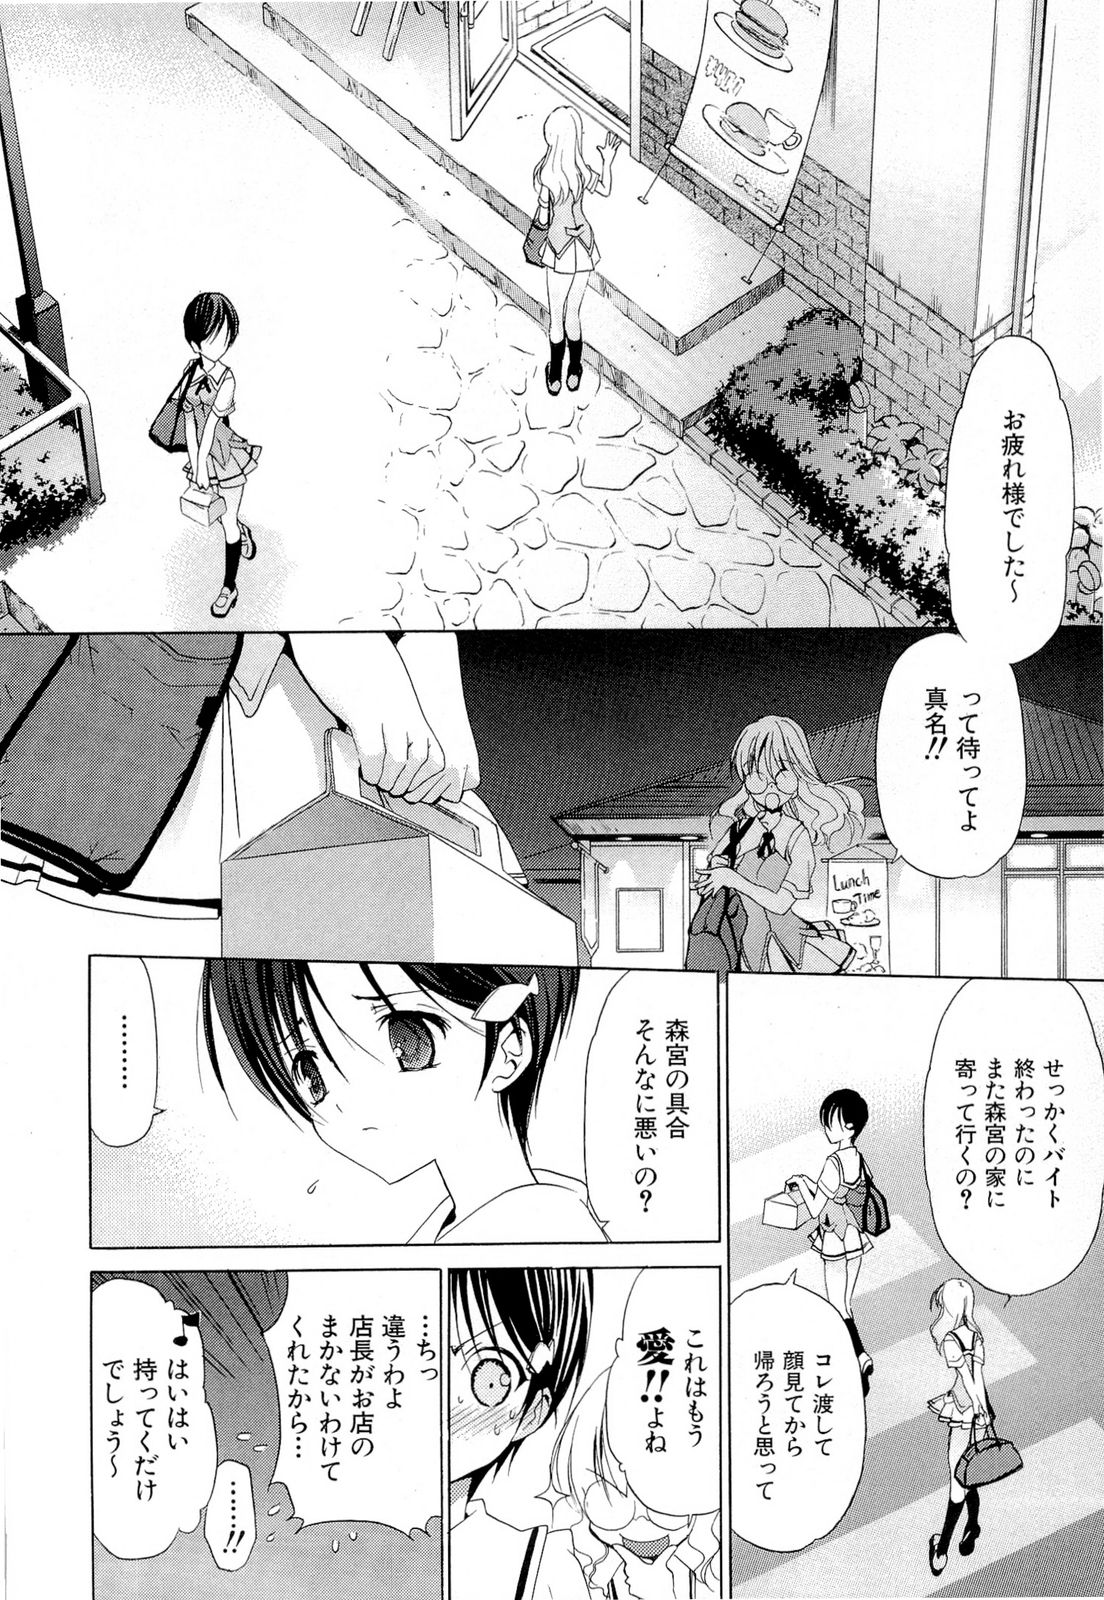 お疲れ様でした～
って待ってよ
真名!!
Lunch
Time
せっかくバイト
終わったのに
また森宮の家に
寄って行くの？
コレ渡して
顔見てから
帰ろうと思って
森宮の具合
そんなに悪いの？
………
これはもう
愛!!よね
…ちっ
違うわよ
店長がお店の
まかないわけて
くれたから…
♪はいはい
持ってくだけ
でしょう～
……!!